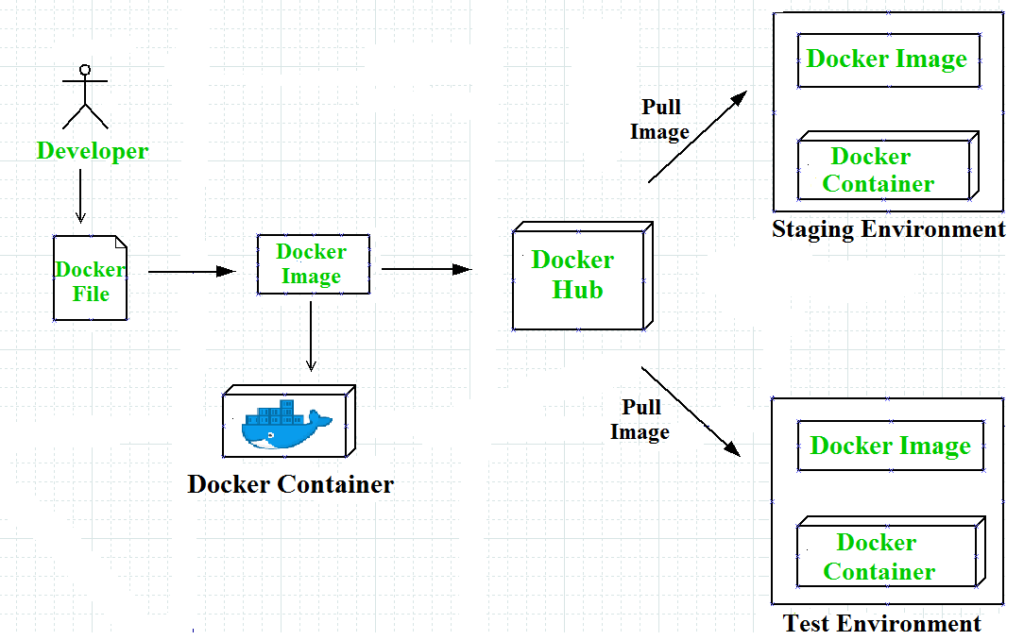 Developer
Docker
File
Docker
Image
Docker Container
Docker
Hub
Pull
Image
Docker Image
Docker
Container
Staging Environment
Pull
Image
Docker Image
Docker
Container
Test Environment